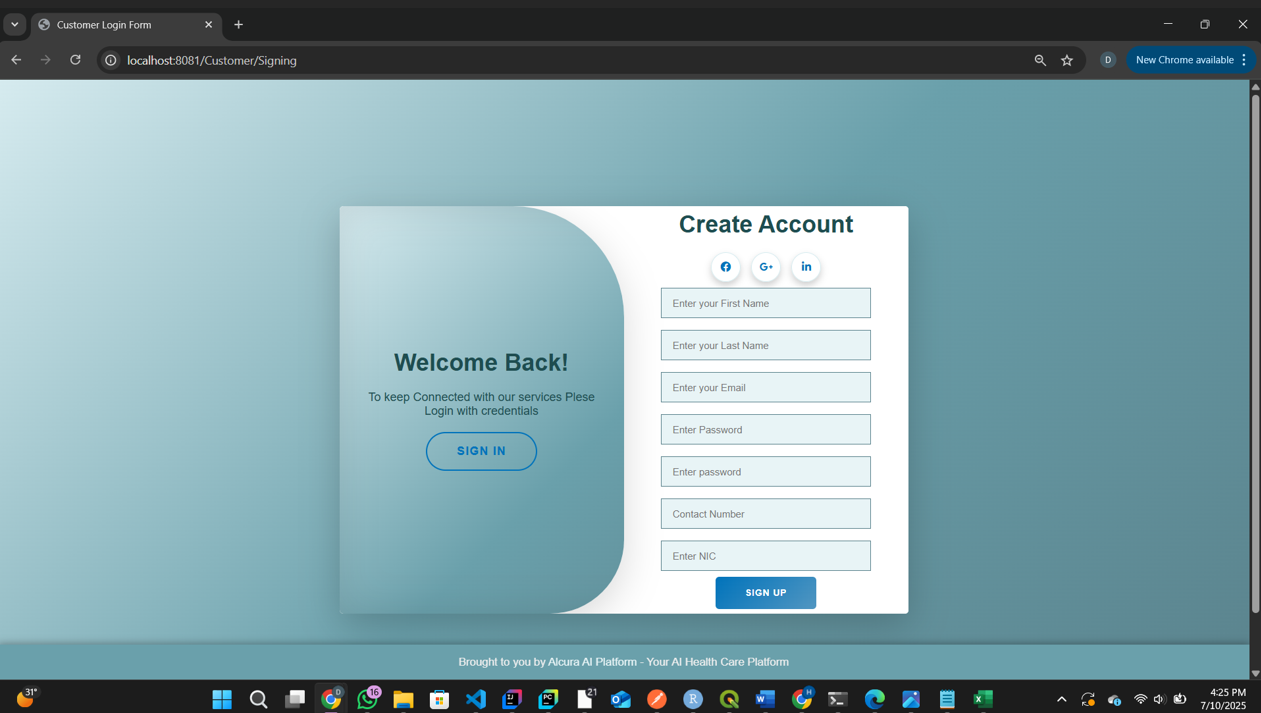 Customer Login Form
localhost:8081/Customer/Signing
D
New Chrome available
Create Account
G+
in
Enter your First Name
Enter your Last Name
Enter your Email
Enter Password
Enter password
Contact Number
Enter NIC
SIGN UP
Welcome Back!
To keep Connected with our services Plese
Login with credentials
SIGN IN
Brought to you by Alcura AI Platform - Your AI Health Care Platform
31°
D
16
IJ
PC
21
R
W
H
X
4:25 PM
7/10/2025